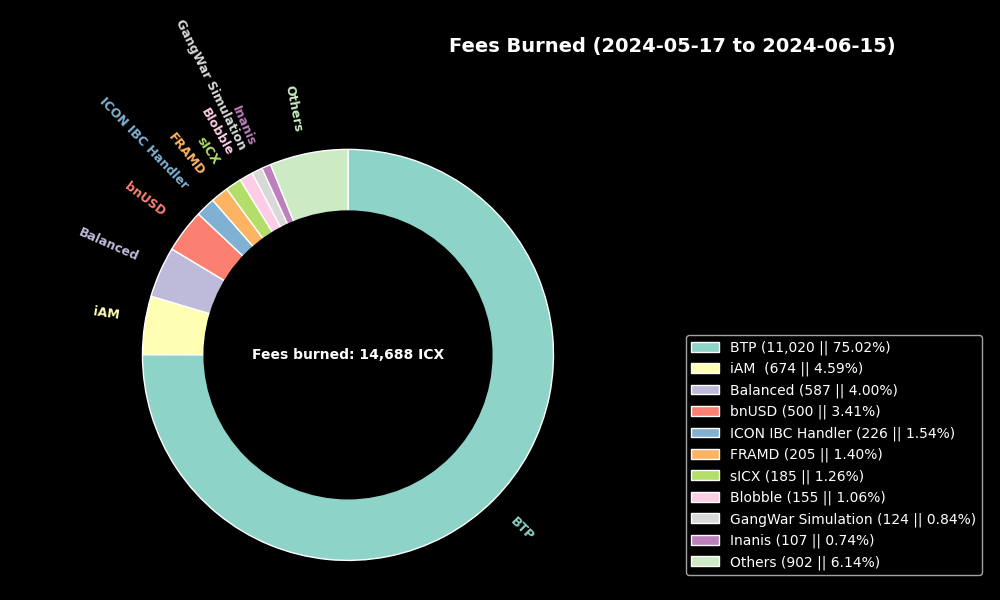 Fees Burned (2024-05-17 to 2024-06-15)
GangWar Simulation
Others
Inanis
Blobble
sICX
FRAMD
ICON IBC Handler
bnUSD
Balanced
iAM
Fees burned: 14,688 ICX
BTP
BTP (11,020 || 75.02%)
iAM  (674 || 4.59%)
Balanced (587 || 4.00%)
bnUSD (500 || 3.41%)
ICON IBC Handler (226 || 1.54%)
FRAMD (205 || 1.40%)
sICX (185 || 1.26%)
Blobble (155 || 1.06%)
GangWar Simulation (124 || 0.84%)
Inanis (107 || 0.74%)
Others (902 || 6.14%)